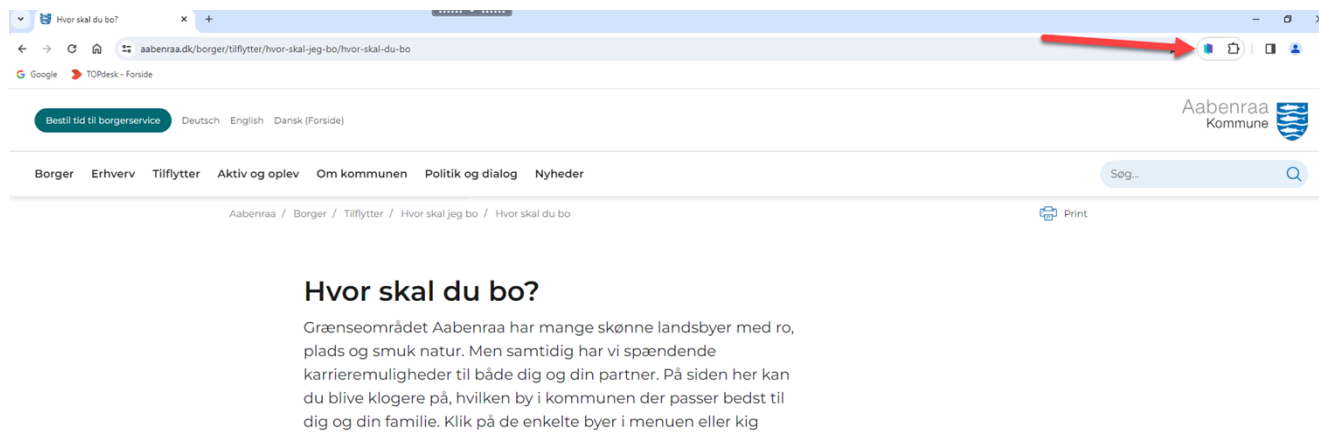 Hvor skal du bo?
aabenraa.dk/borger/tilflytter/hvor-skal-jeg-bo/hvor-skal-du-bo
Google TOPdesk - Forside
Bestil tid til borgerservice Deutsch English Dansk (Forside)
Aabenraa
Kommune
Borger Erhverv Tilflytter Aktiv og oplev Om kommunen Politik og dialog Nyheder Søg...
Aabenraa / Borger / Tilflytter / Hvor skal jeg bo / Hvor skal du bo Print
Hvor skal du bo?
Grænseområdet Aabenraa har mange skønne landsbyer med ro,
plads og smuk natur. Men samtidig har vi spændende
karrieremuligheder til både dig og din partner. På siden her kan
du blive klogere på, hvilken by i kommunen der passer bedst til
dig og din familie. Klik på de enkelte byer i menuen eller kig